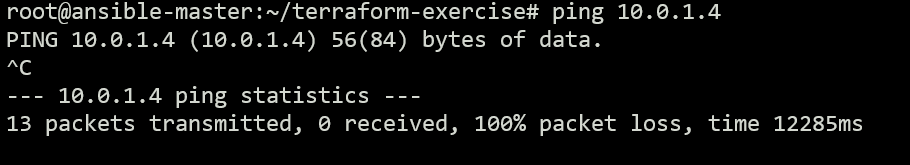 root@ansible-master:~/terraform-exercise# ping 10.0.1.4
PING 10.0.1.4 (10.0.1.4) 56(84) bytes of data.
^C
--- 10.0.1.4 ping statistics ---
13 packets transmitted, 0 received, 100% packet loss, time 12285ms